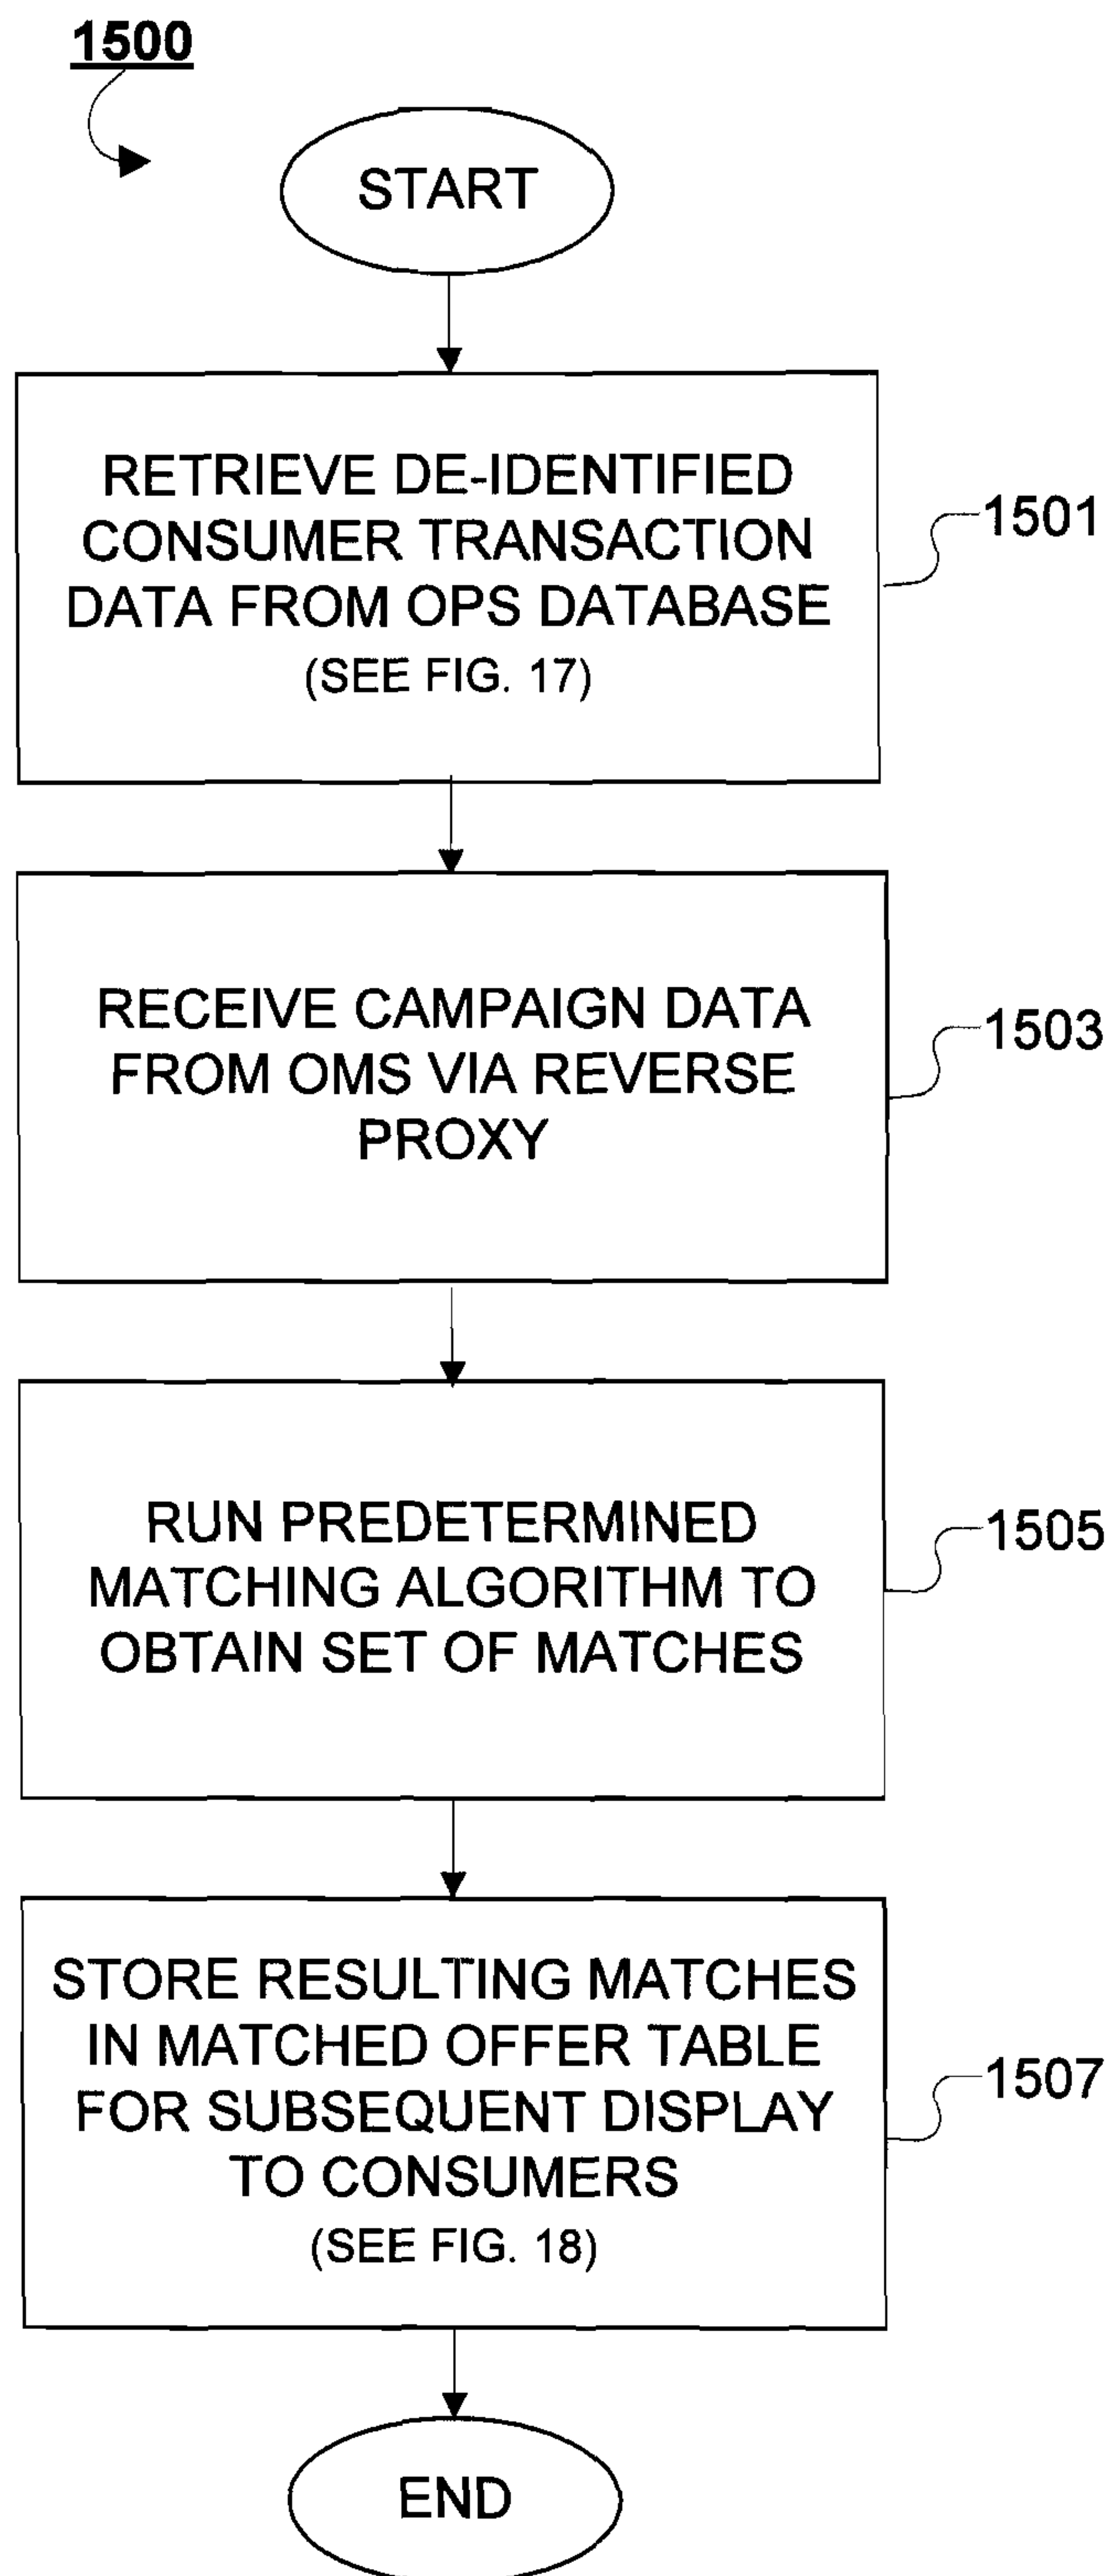 1500
START
RETRIEVE DE-IDENTIFIED
CONSUMER TRANSACTION
DATA FROM OPS DATABASE
(SEE FIG. 17)
1501
RECEIVE CAMPAIGN DATA
FROM OMS VIA REVERSE
PROXY
1503
RUN PREDETERMINED
MATCHING ALGORITHM TO
OBTAIN SET OF MATCHES
1505
STORE RESULTING MATCHES
IN MATCHED OFFER TABLE
FOR SUBSEQUENT DISPLAY
TO CONSUMERS
(SEE FIG. 18)
1507
END